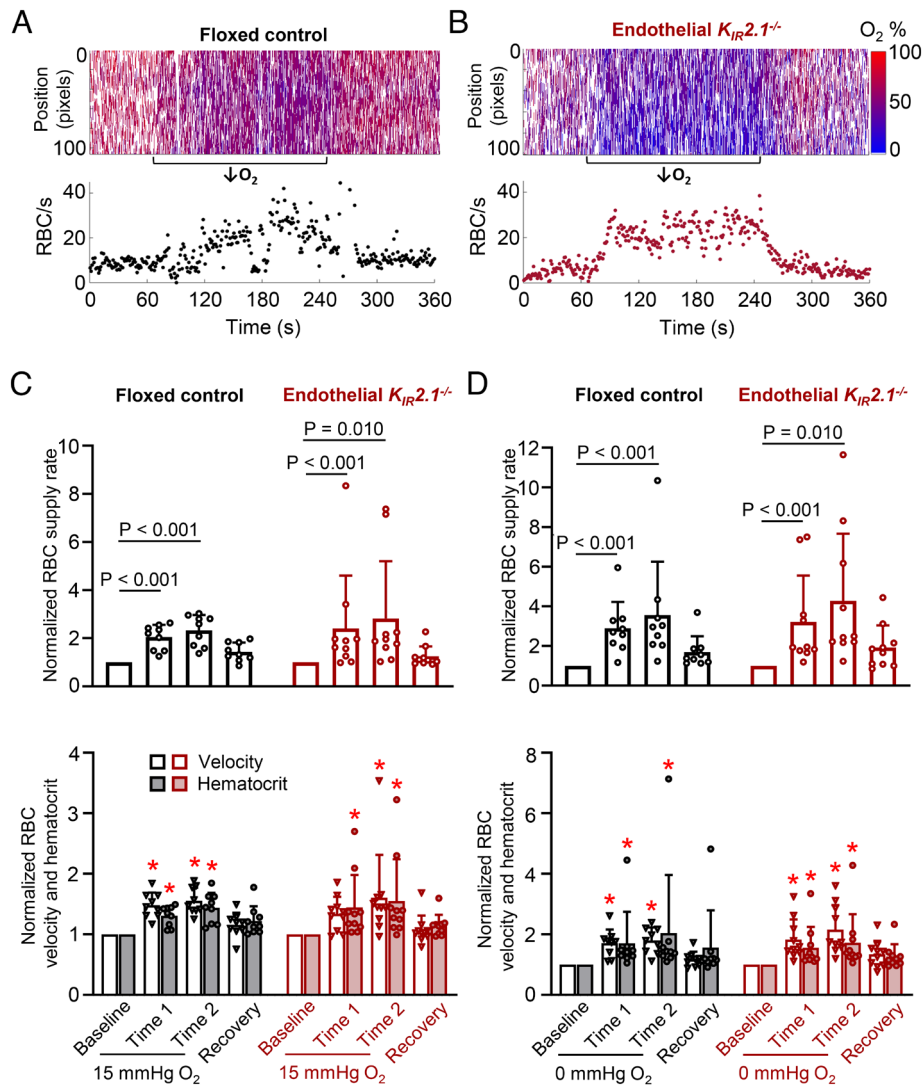 A
Floxed control
Position
(pixels)
0
100
↓O2
RBC/s
40
20
0
0 60 120 180 240 300 360
Time (s)
B
Endothelial KIR2.1-/-
O2 %
100
50
0
Position
(pixels)
0
100
↓O2
RBC/s
40
20
0
0 60 120 180 240 300 360
Time (s)
C
Floxed control
Endothelial KIR2.1-/-
Normalized RBC supply rate
10
8
6
4
2
0
P < 0.001
P < 0.001
P = 0.010
P < 0.001
Normalized RBC
velocity and hematocrit
4
3
2
1
0
Velocity
Hematocrit
* * * * * * *
Baseline Time 1 Time 2 Recovery
15 mmHg O2
Baseline Time 1 Time 2 Recovery
15 mmHg O2
D
Floxed control
Endothelial KIR2.1-/-
Normalized RBC supply rate
12
10
8
6
4
2
0
P < 0.001
P < 0.001
P = 0.010
P < 0.001
Normalized RBC
velocity and hematocrit
8
6
4
2
0
* * * * * * * *
Baseline Time 1 Time 2 Recovery
0 mmHg O2
Baseline Time 1 Time 2 Recovery
0 mmHg O2